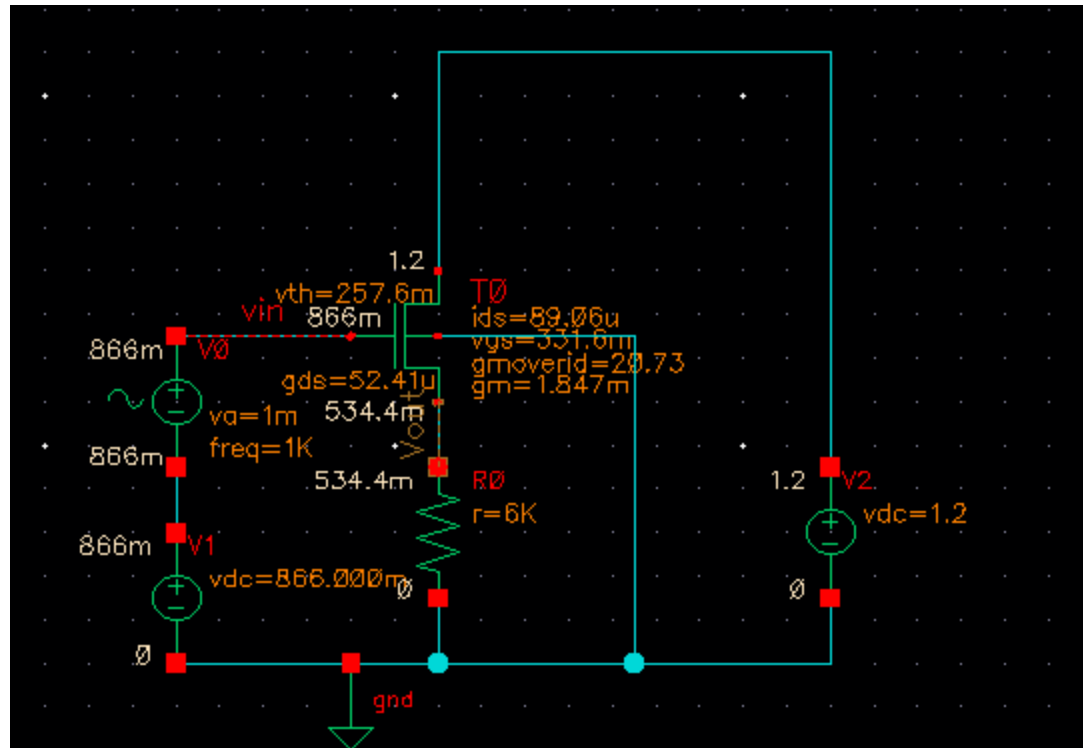 1.2
vth=257.6m
T0
vin
866m
ids=89.06u
vgs=331.6m
866m
V0
gmoverid=20.73
gds=52.41u
gm=1.847m
va=1m
534.4m
Vout
freq=1K
866m
534.4m
R0
r=6K
1.2
V2
vdc=1.2
866m
V1
vdc=866.000m
0
0
0
gnd